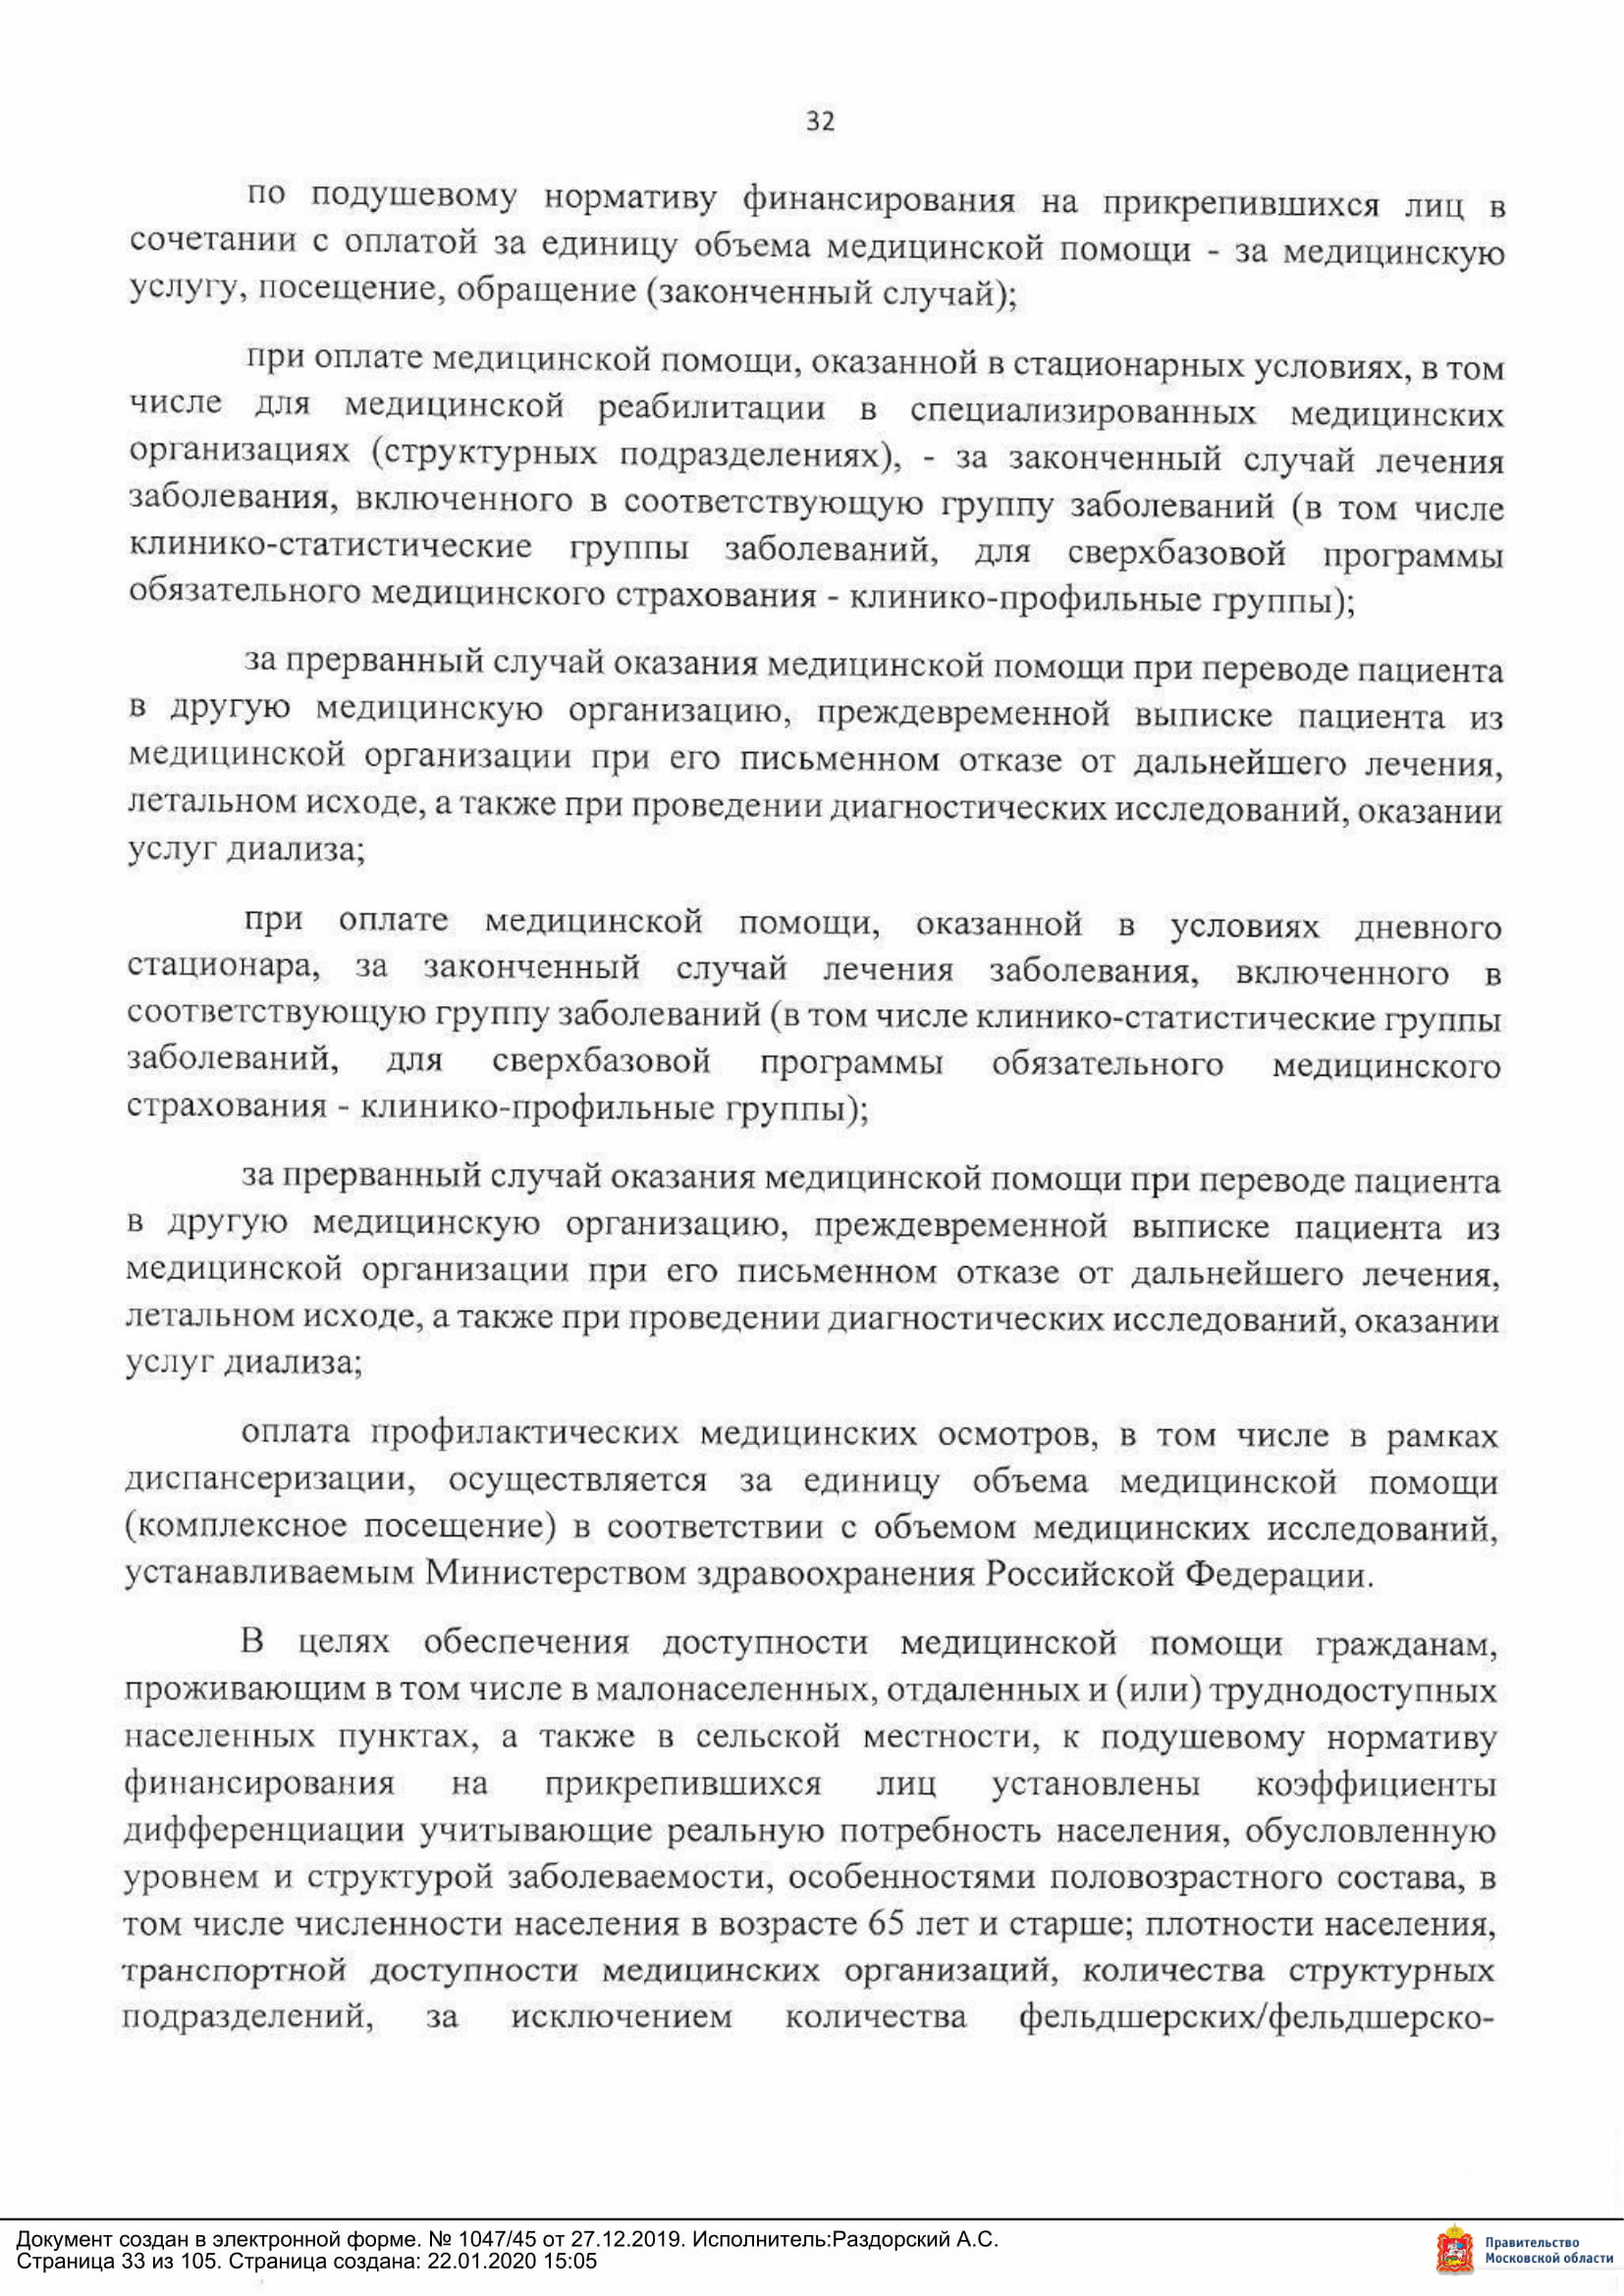 32
по подушевому нормативу финансирования на прикрепившихся лиц в
сочетании с оплатой за единицу объема медицинской помощи - за медицинскую
услугу, посещение, обращение (законченный случай);
при оплате медицинской помощи, оказанной в стационарных условиях, в том
числе для медицинской реабилитации в специализированных медицинских
организациях (структурных подразделениях), - за законченный случай лечения
заболевания, включенного в соответствующую группу заболеваний (в том числе
клинико-статистические группы заболеваний, для сверхбазовой программы
обязательного медицинского страхования - клинико-профильные группы);
за прерванный случай оказания медицинской помощи при переводе пациента
в другую медицинскую организацию, преждевременной выписке пациента из
медицинской организации при его письменном отказе от дальнейшего лечения,
летальном исходе, а также при проведении диагностических исследований, оказании
услуг диализа;
при оплате медицинской помощи, оказанной в условиях дневного
стационара, за законченный случай лечения заболевания, включенного в
соответствующую группу заболеваний (в том числе клинико-статистические группы
заболеваний, для сверхбазовой программы обязательного медицинского
страхования - клинико-профильные группы);
за прерванный случай оказания медицинской помощи при переводе пациента
в другую медицинскую организацию, преждевременной выписке пациента из
медицинской организации при его письменном отказе от дальнейшего лечения,
летальном исходе, а также при проведении диагностических исследований, оказании
услуг диализа;
оплата профилактических медицинских осмотров, в том числе в рамках
диспансеризации, осуществляется за единицу объема медицинской помощи
(комплексное посещение) в соответствии с объемом медицинских исследований,
устанавливаемым Министерством здравоохранения Российской Федерации.
В целях обеспечения доступности медицинской помощи гражданам,
проживающим в том числе в малонаселенных, отдаленных и (или) труднодоступных
населенных пунктах, а также в сельской местности, к подушевому нормативу
финансирования на прикрепившихся лиц установлены коэффициенты
дифференциации учитывающие реальную потребность населения, обусловленную
уровнем и структурой заболеваемости, особенностями половозрастного состава, в
том числе численности населения в возрасте 65 лет и старше; плотности населения,
транспортной доступности медицинских организаций, количества структурных
подразделений, за исключением количества фельдшерских/фельдшерско-
Документ создан в электронной форме. № 1047/45 от 27.12.2019. Исполнитель:Раздорский А.С.
Страница 33 из 105. Страница создана: 22.01.2020 15:05
Правительство
Московской области